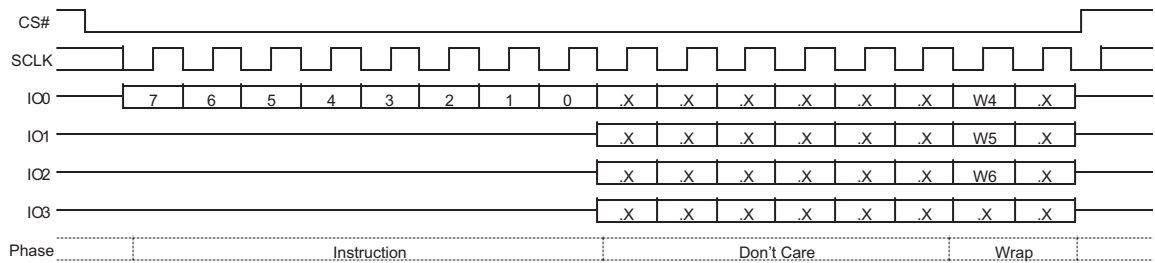 CS#
SCLK
IO0 7 6 5 4 3 2 1 0 .X .X .X .X .X .X W4 .X
IO1 .X .X .X .X .X .X W5 .X
IO2 .X .X .X .X .X .X W6 .X
IO3 .X .X .X .X .X .X .X .X
Phase Instruction Don't Care Wrap